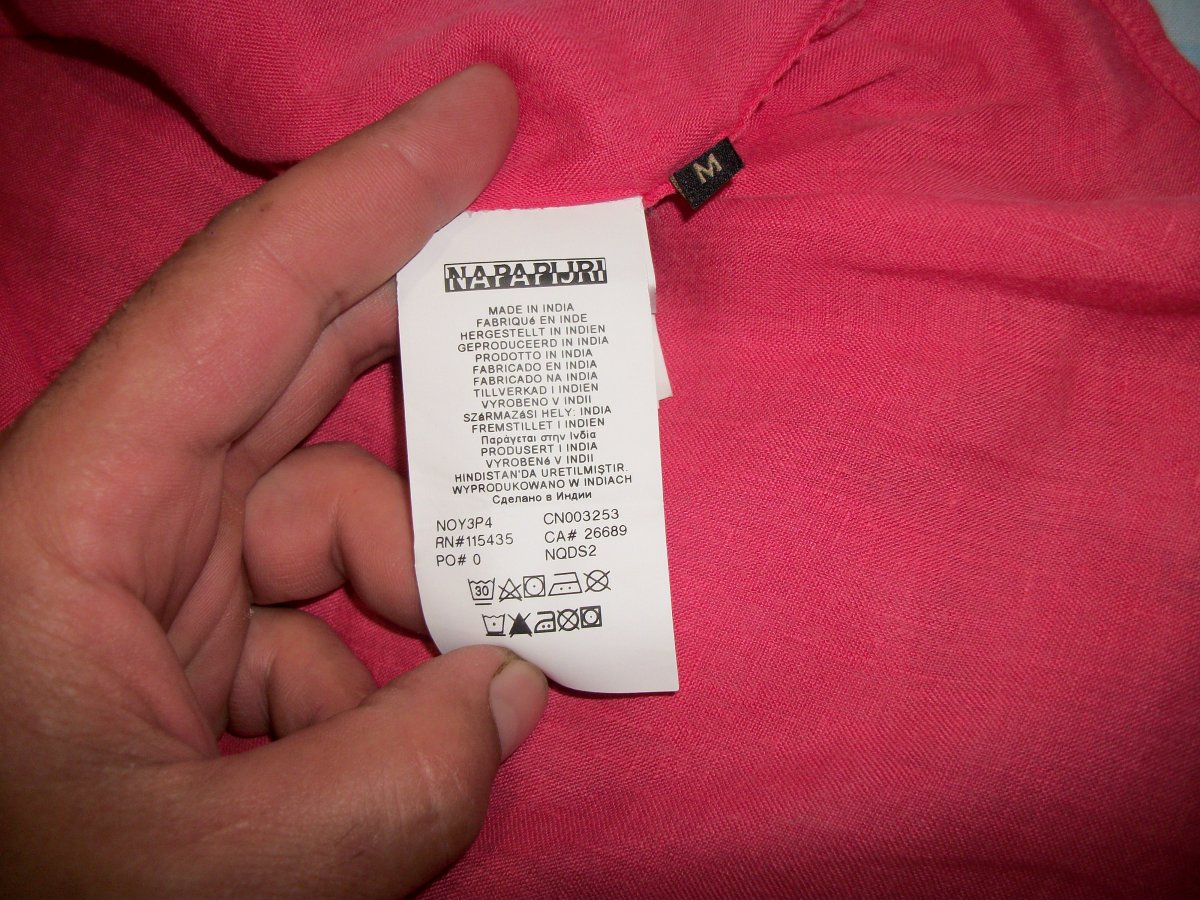 M
NAPAPIJRI
MADE IN INDIA
FABRIQUé EN INDE
HERGESTELLT IN INDIEN
GEPRODUCEERD IN INDIA
PRODOTTO IN INDIA
FABRICADO EN INDIA
FABRICADO NA INDIA
TILLVERKAD I INDIEN
VYROBENO V INDII
SZáRMAZáSI HELY: INDIA
FREMSTILLET I INDIEN
Παράγεται στην Ινδία
PRODUSERT I INDIA
VYROBENé V INDII
HINDISTAN'DA URETILMIŞTIR.
WYPRODUKOWANO W INDIACH
Сделано в Индии
NOY3P4 CN003253
RN#115435 CA# 26689
PO# 0 NQDS2
30